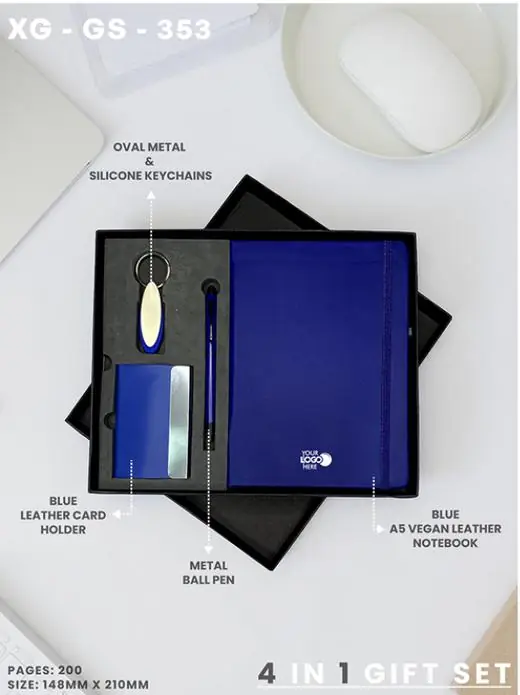 XG - GS - 353
OVAL METAL
&
SILICONE KEYCHAINS
YOUR
LOGO
HERE
BLUE
LEATHER CARD
HOLDER
BLUE
A5 VEGAN LEATHER
NOTEBOOK
METAL
BALL PEN
PAGES: 200
SIZE: 148MM X 210MM
4 IN 1 GIFT SET